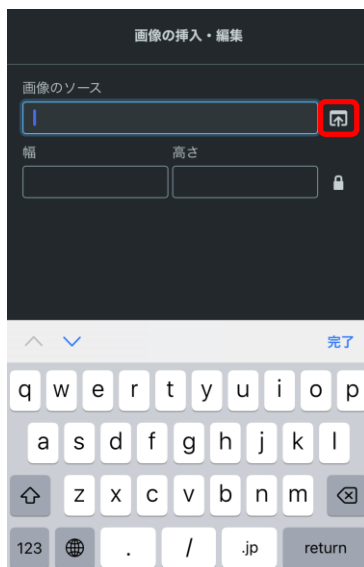 画像の挿入・編集
画像のソース
幅 高さ
完了
q w e r t y u i o p
a s d f g h j k l
z x c v b n m
123 . / .jp return